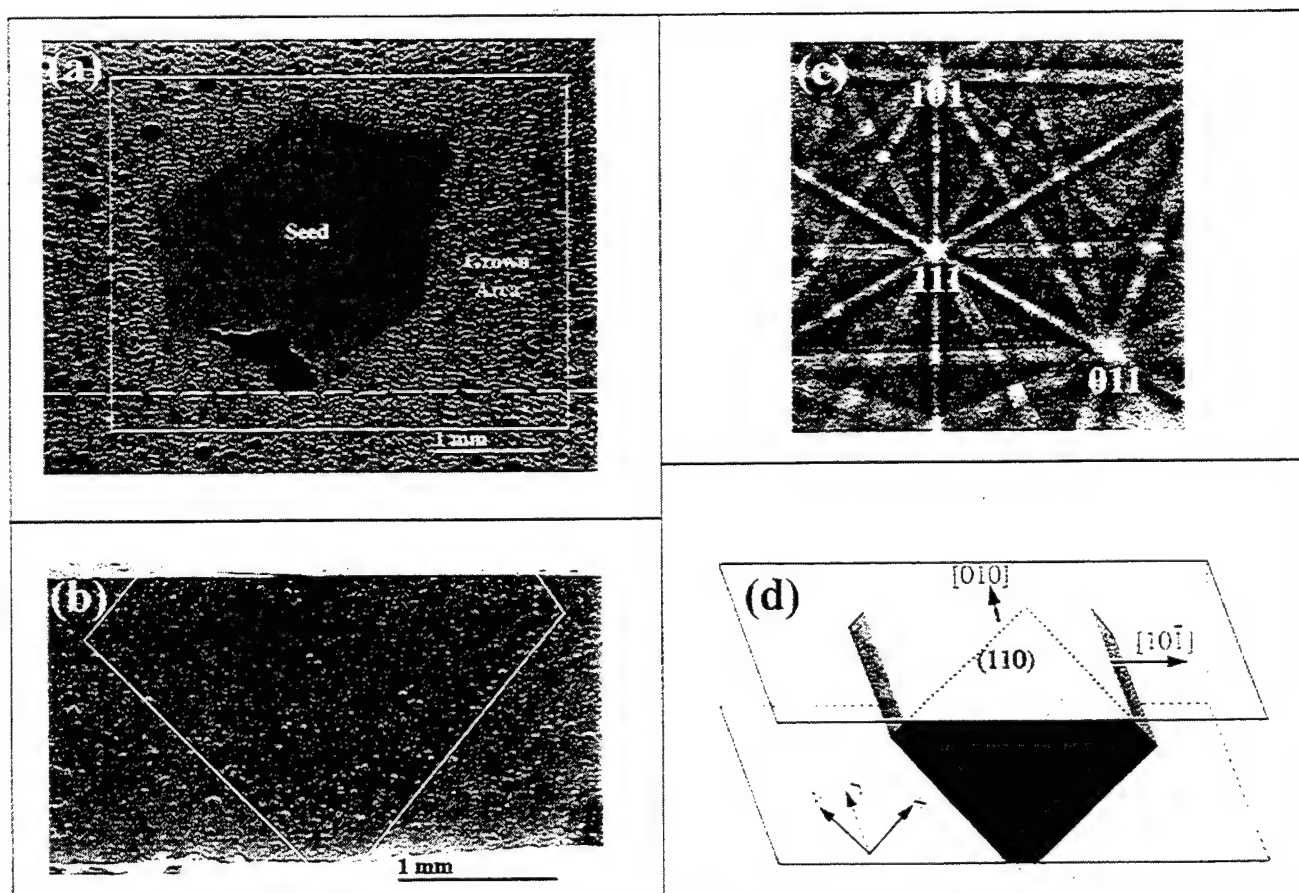 (a)
Seed
Grown
Area
1 mm
(b)
1 mm
(c)
101
111
011
(d)
[010]
(110)
[101̄]